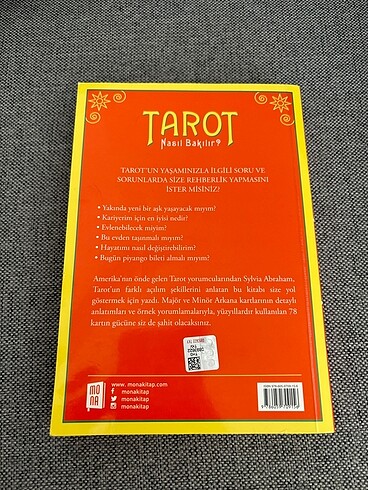 TAROT
Nasıl Bakılır?
TAROT'UN YAŞAMINIZLA İLGİLİ SORU VE
SORUNLARDA SİZE REHBERLİK YAPMASINI
İSTER MİSİNİZ?
• Yakında yeni bir aşk yaşayacak mıyım?
• Kariyerim için en iyisi nedir?
• Evlenebilecek miyim?
• Bu evden taşınmalı mıyım?
• Hayatımı nasıl değiştirebilirim?
• Bugün piyango bileti almalı mıyım?
Amerika'nın önde gelen Tarot yorumcularından Sylvia Abraham,
Tarot'un farklı açılım şekillerini anlatan bu kitabı size yol
göstermek için yazdı. Majör ve Minör Arkana kartlarının detaylı
anlatımları ve örnek yorumlamalarıyla, yüzyıllardır kullanılan 78
kartın gücüne siz de şahit olacaksınız.
MO
NA
www.monakitap.com
monakitap
monakitap
monakitap